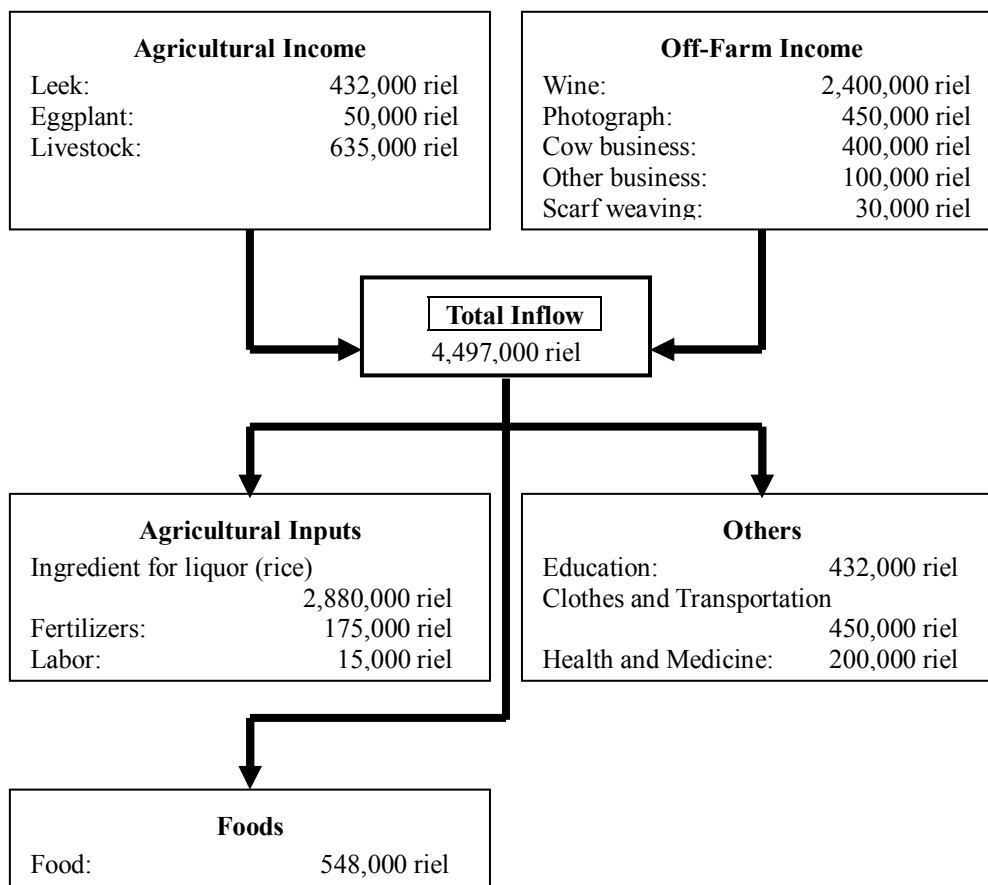 Agricultural Income
Leek: 432,000 riel
Eggplant: 50,000 riel
Livestock: 635,000 riel
Off-Farm Income
Wine: 2,400,000 riel
Photograph: 450,000 riel
Cow business: 400,000 riel
Other business: 100,000 riel
Scarf weaving: 30,000 riel
Total Inflow
4,497,000 riel
Agricultural Inputs
Ingredient for liquor (rice)
2,880,000 riel
Fertilizers: 175,000 riel
Labor: 15,000 riel
Others
Education: 432,000 riel
Clothes and Transportation
450,000 riel
Health and Medicine: 200,000 riel
Foods
Food: 548,000 riel